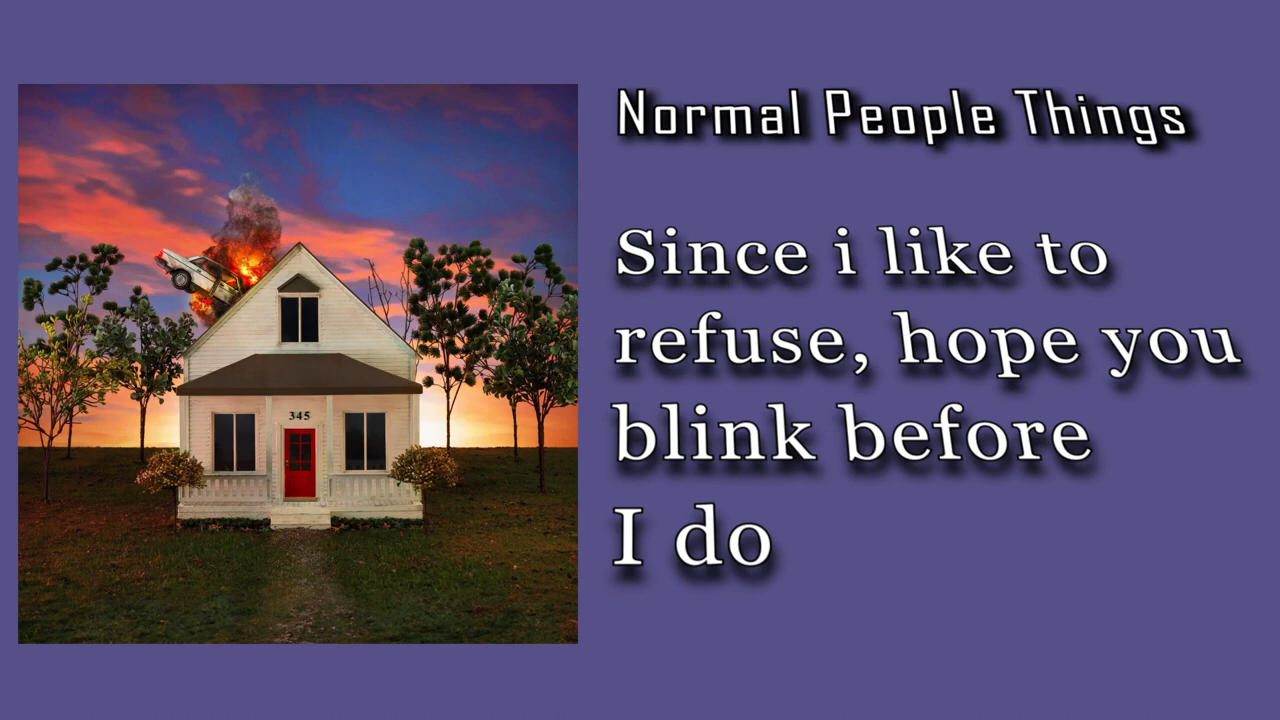 Normal People Things
Since i like to
refuse, hope you
blink before
I do
345